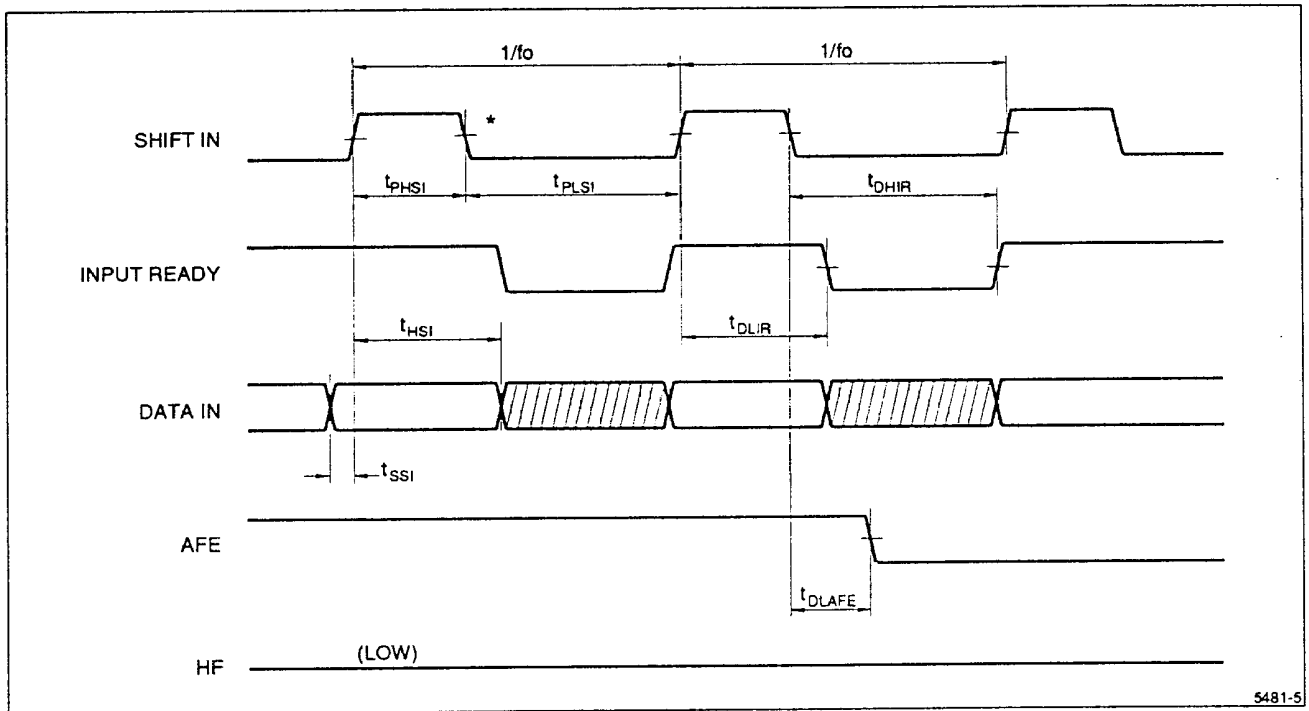 1/fo 1/fo
SHIFT IN
*
tPHSI tPLSI tDHIR
INPUT READY
tHSI tDLIR
DATA IN
tSSI
AFE
tDLAFE
HF
(LOW)
5481-5